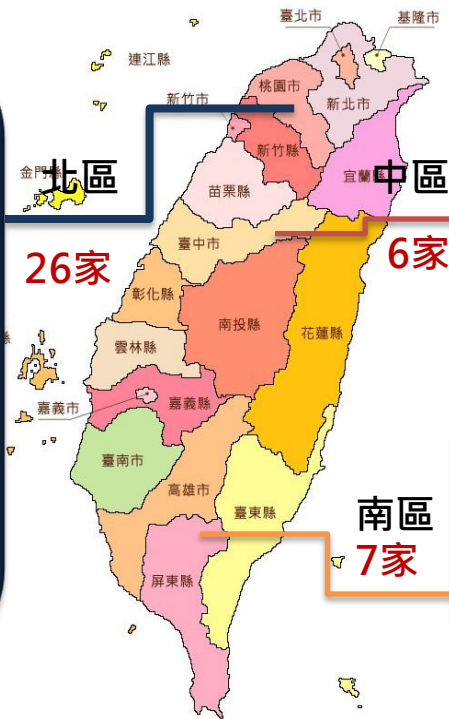 臺北市
基隆市
連江縣
桃園市
新竹市
新北市
新竹縣
金門縣
北區
宜蘭縣
中區
苗栗縣
臺中市
26家
6家
彰化縣
南投縣
花蓮縣
雲林縣
嘉義市
嘉義縣
臺南市
高雄市
臺東縣
南區
7家
屏東縣